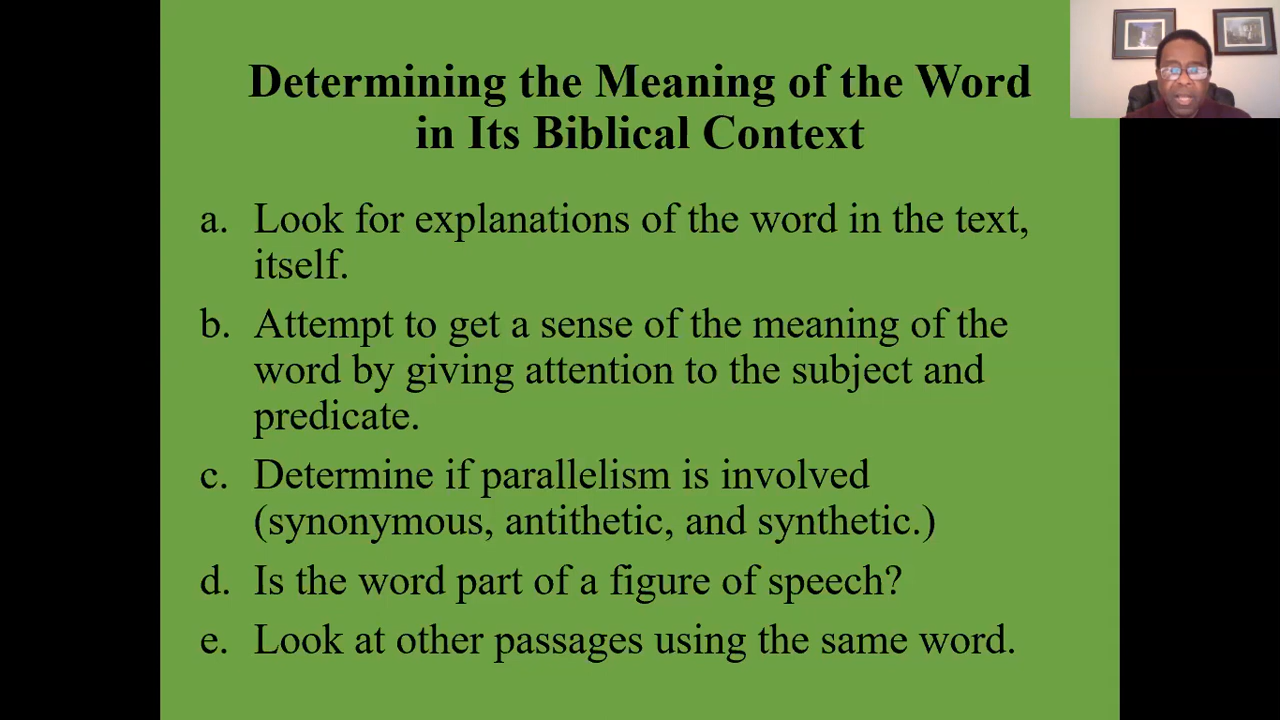 Determining the Meaning of the Word
in Its Biblical Context
a. Look for explanations of the word in the text,
itself.
b. Attempt to get a sense of the meaning of the
word by giving attention to the subject and
predicate.
c. Determine if parallelism is involved
(synonymous, antithetic, and synthetic.)
d. Is the word part of a figure of speech?
e. Look at other passages using the same word.